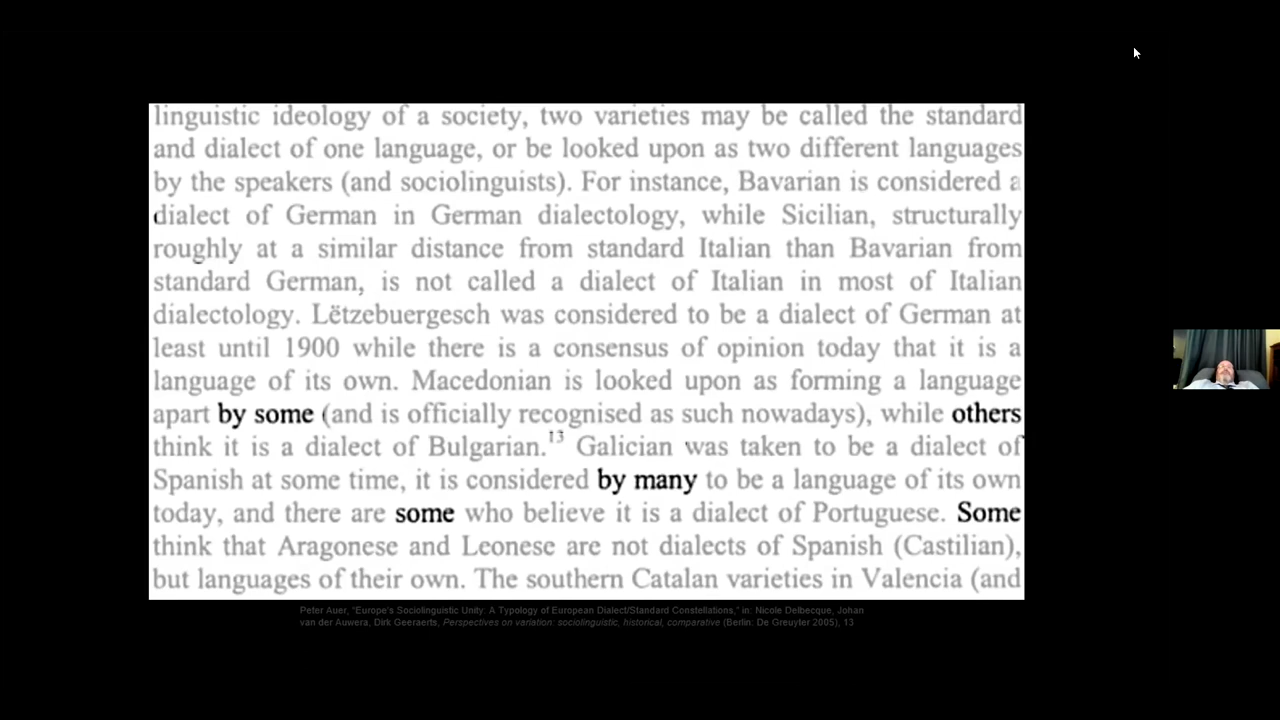 linguistic ideology of a society, two varieties may be called the standard
and dialect of one language, or be looked upon as two different languages
by the speakers (and sociolinguists). For instance, Bavarian is considered a
dialect of German in German dialectology, while Sicilian, structurally
roughly at a similar distance from standard Italian than Bavarian from
standard German, is not called a dialect of Italian in most of Italian
dialectology. Lëtzebuergesch was considered to be a dialect of German at
least until 1900 while there is a consensus of opinion today that it is a
language of its own. Macedonian is looked upon as forming a language
apart by some (and is officially recognised as such nowadays), while others
think it is a dialect of Bulgarian.13 Galician was taken to be a dialect of
Spanish at some time, it is considered by many to be a language of its own
today, and there are some who believe it is a dialect of Portuguese. Some
think that Aragonese and Leonese are not dialects of Spanish (Castilian),
but languages of their own. The southern Catalan varieties in Valencia (and
Peter Auer, "Europe's Sociolinguistic Unity. A Typology of European Dialect/Standard Constellations," in: Nicole Delbecque, Johan
van der Auwera, Dirk Geeraerts, Perspectives on variation: sociolinguistic, historical, comparative (Berlin: De Gruyter 2005), 13